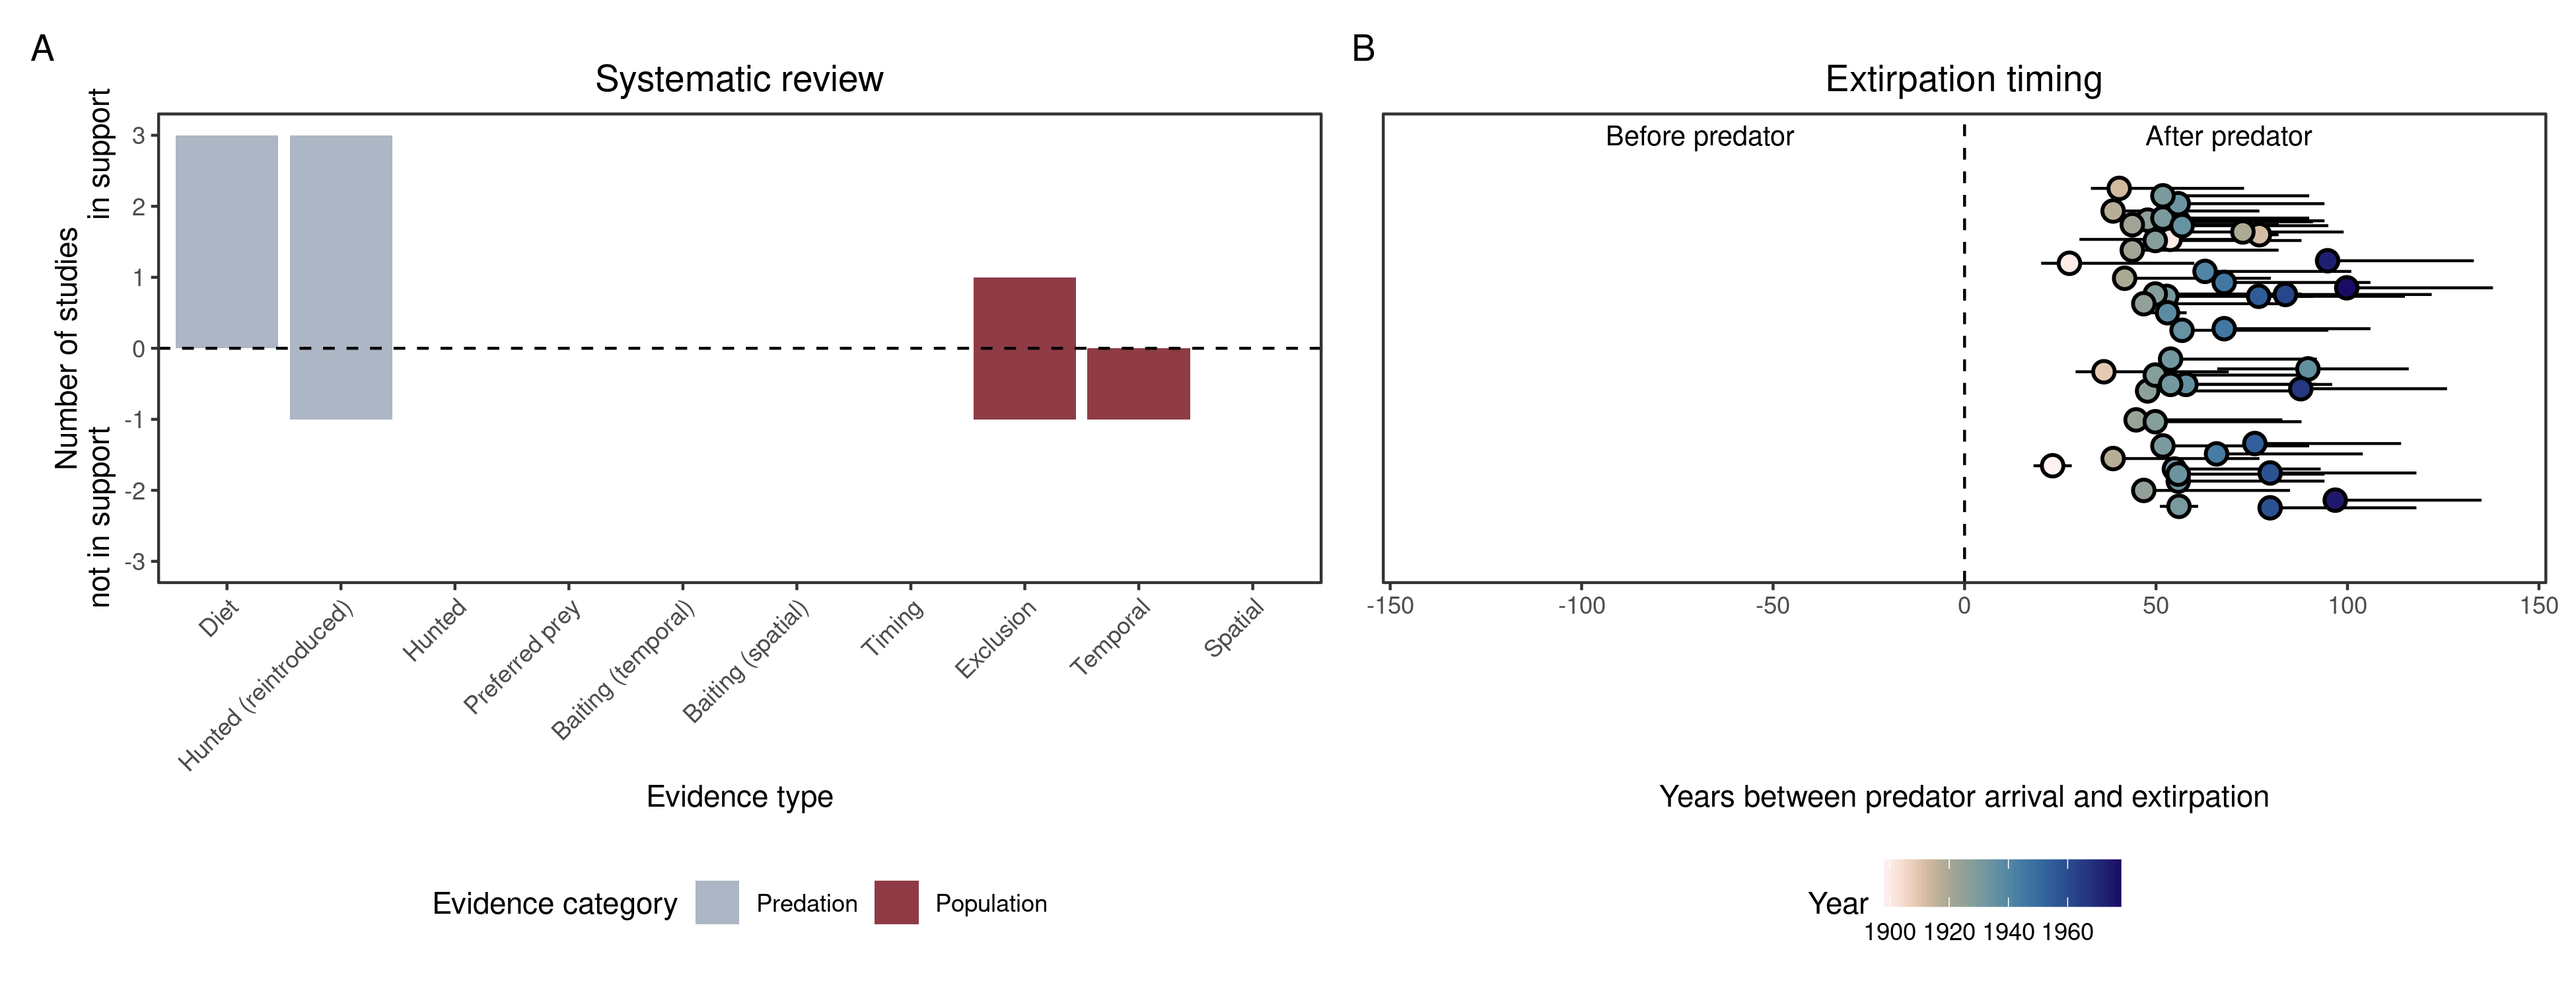 A
Systematic review
Number of studies
not in support
in support
3
2
1
0
-1
-2
-3
Diet
Hunted (reintroduced)
Hunted
Preferred prey
Baiting (temporal)
Baiting (spatial)
Timing
Exclusion
Temporal
Spatial
Evidence type
Evidence category
Predation
Population
B
Extirpation timing
Before predator
After predator
-150
-100
-50
0
50
100
150
Years between predator arrival and extirpation
Year
1900 1920 1940 1960